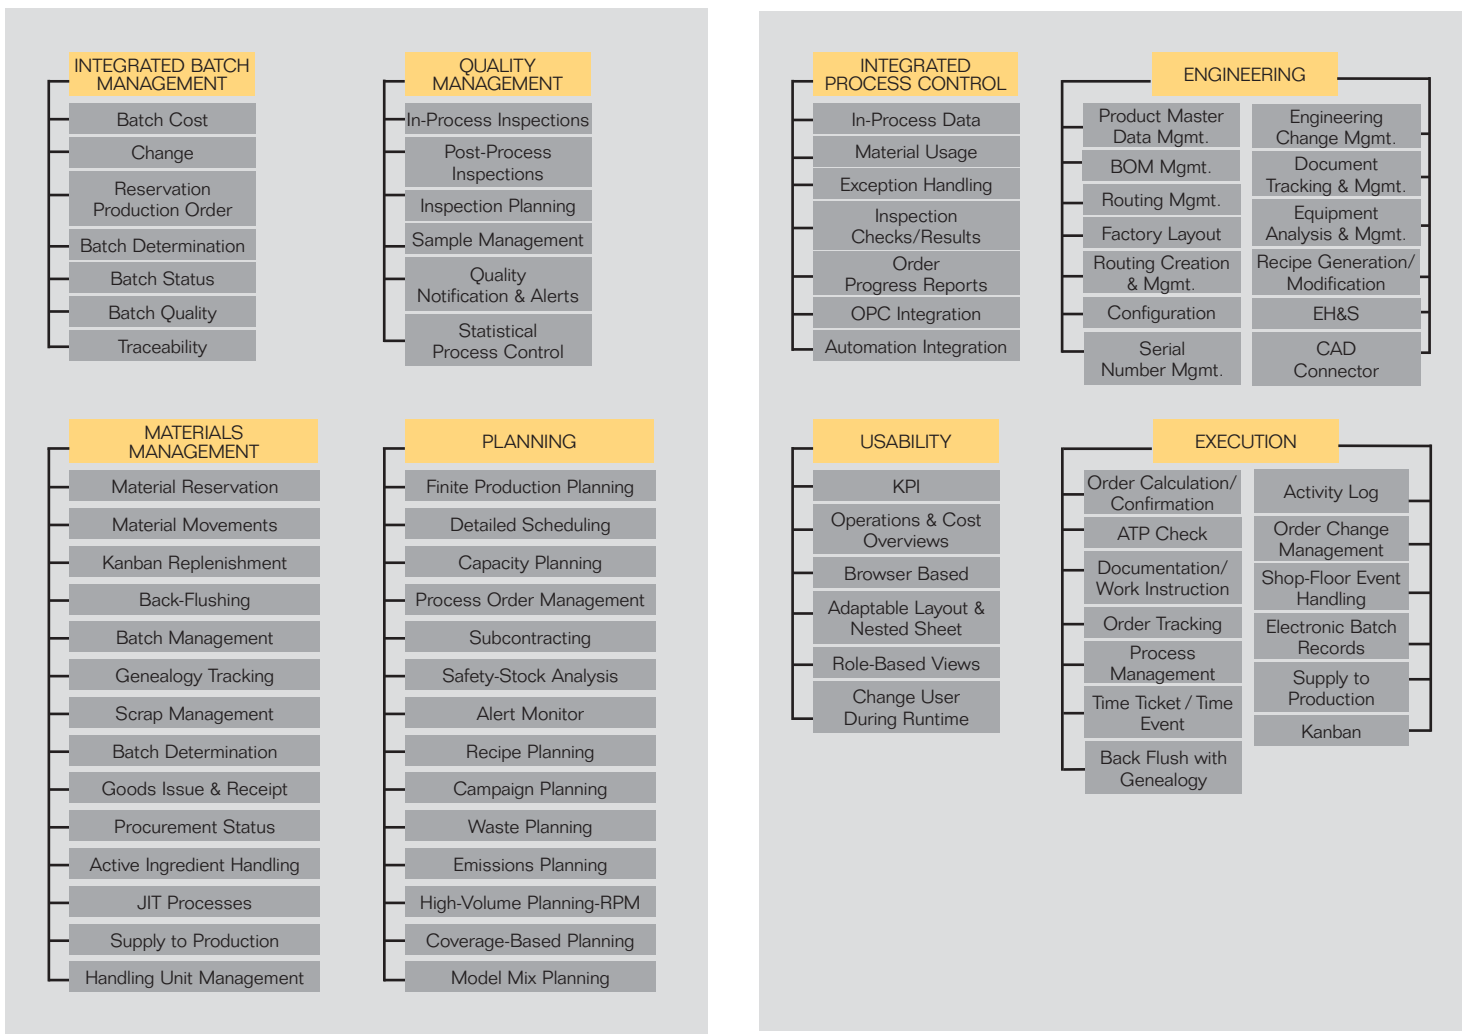 INTEGRATED BATCH
MANAGEMENT
Batch Cost
Change
Reservation
Production Order
Batch Determination
Batch Status
Batch Quality
Traceability
QUALITY
MANAGEMENT
In-Process Inspections
Post-Process
Inspections
Inspection Planning
Sample Management
Quality
Notification & Alerts
Statistical
Process Control
MATERIALS
MANAGEMENT
Material Reservation
Material Movements
Kanban Replenishment
Back-Flushing
Batch Management
Genealogy Tracking
Scrap Management
Batch Determination
Goods Issue & Receipt
Procurement Status
Active Ingredient Handling
JIT Processes
Supply to Production
Handling Unit Management
PLANNING
Finite Production Planning
Detailed Scheduling
Capacity Planning
Process Order Management
Subcontracting
Safety-Stock Analysis
Alert Monitor
Recipe Planning
Campaign Planning
Waste Planning
Emissions Planning
High-Volume Planning-RPM
Coverage-Based Planning
Model Mix Planning
INTEGRATED
PROCESS CONTROL
In-Process Data
Material Usage
Exception Handling
Inspection
Checks/Results
Order
Progress Reports
OPC Integration
Automation Integration
ENGINEERING
Product Master
Data Mgmt.
BOM Mgmt.
Routing Mgmt.
Factory Layout
Routing Creation
& Mgmt.
Configuration
Serial
Number Mgmt.
Engineering
Change Mgmt.
Document
Tracking & Mgmt.
Equipment
Analysis & Mgmt.
Recipe Generation/
Modification
EH&S
CAD
Connector
USABILITY
KPI
Operations & Cost
Overviews
Browser Based
Adaptable Layout &
Nested Sheet
Role-Based Views
Change User
During Runtime
EXECUTION
Order Calculation/
Confirmation
ATP Check
Documentation/
Work Instruction
Order Tracking
Process
Management
Time Ticket / Time
Event
Back Flush with
Genealogy
Activity Log
Order Change
Management
Shop-Floor Event
Handling
Electronic Batch
Records
Supply to
Production
Kanban